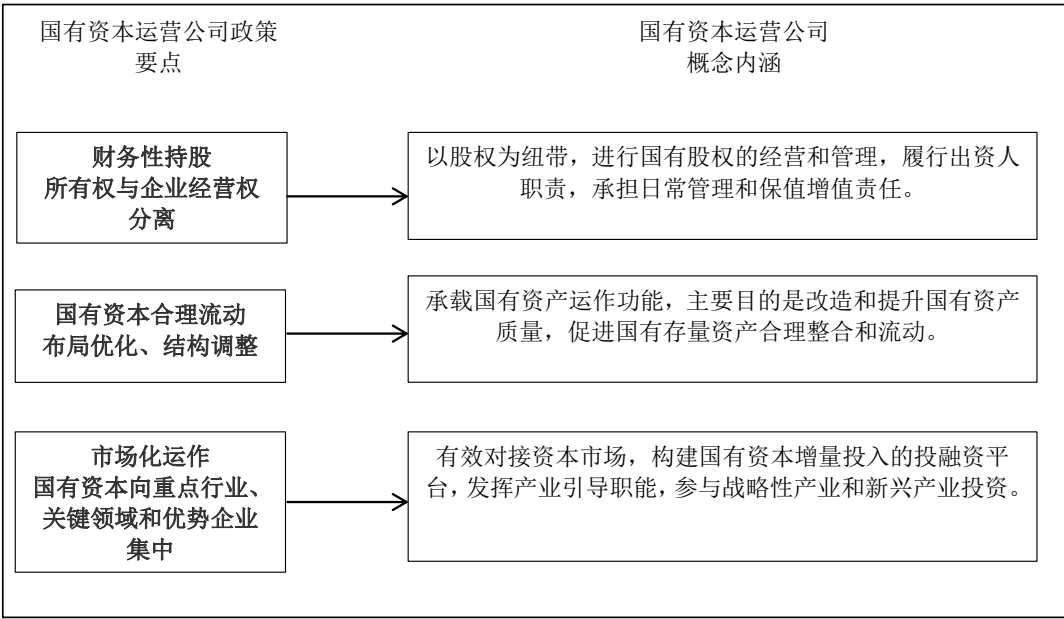 国有资本运营公司政策
要点
国有资本运营公司
概念内涵
财务性持股
所有权与企业经营权
分离
以股权为纽带，进行国有股权的经营和管理，履行出资人
职责，承担日常管理和保值增值责任。
国有资本合理流动
布局优化、结构调整
承载国有资产运作功能，主要目的是改造和提升国有资产
质量，促进国有存量资产合理整合和流动。
市场化运作
国有资本向重点行业、
关键领域和优势企业
集中
有效对接资本市场，构建国有资本增量投入的投融资平
台，发挥产业引导职能，参与战略性产业和新兴产业投资。